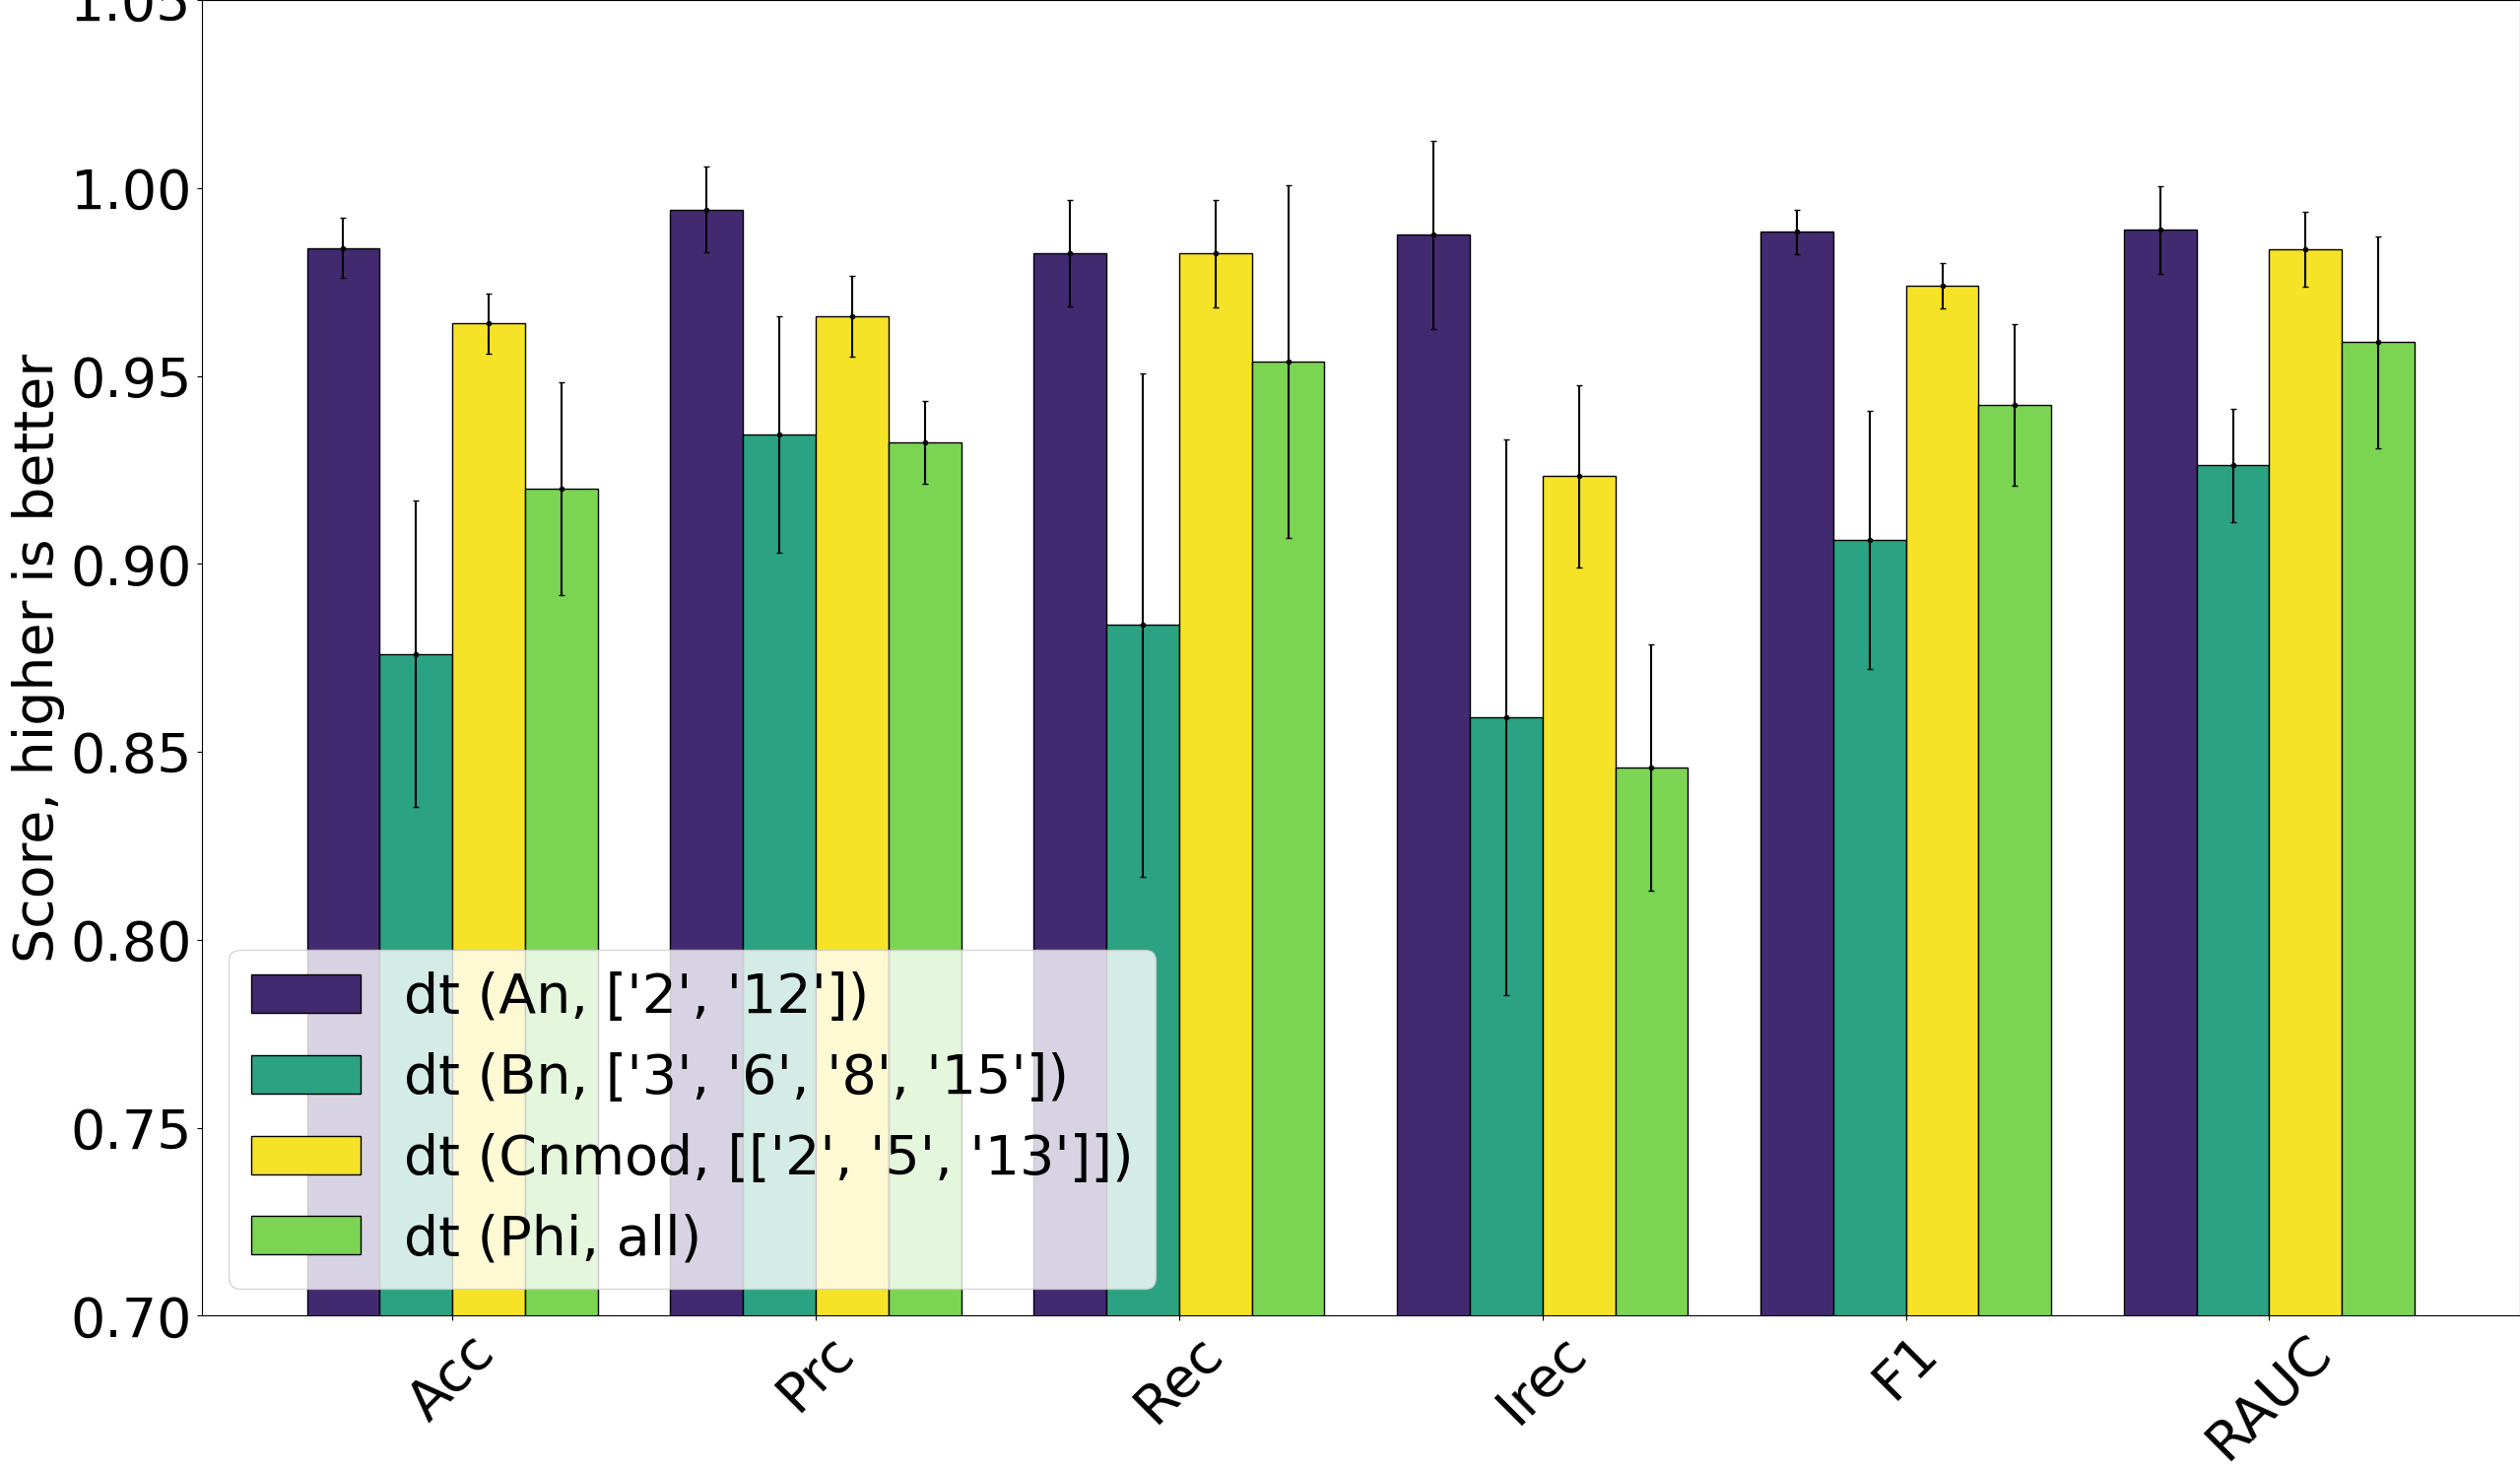 Score, higher is better
1.05
1.00
0.95
0.90
0.85
0.80
0.75
0.70
dt (An, ['2', '12'])
dt (Bn, ['3', '6', '8', '15'])
dt (Cnmod, [['2', '5', '13']])
dt (Phi, all)
Acc
Prc
Rec
Irec
F1
RAUC